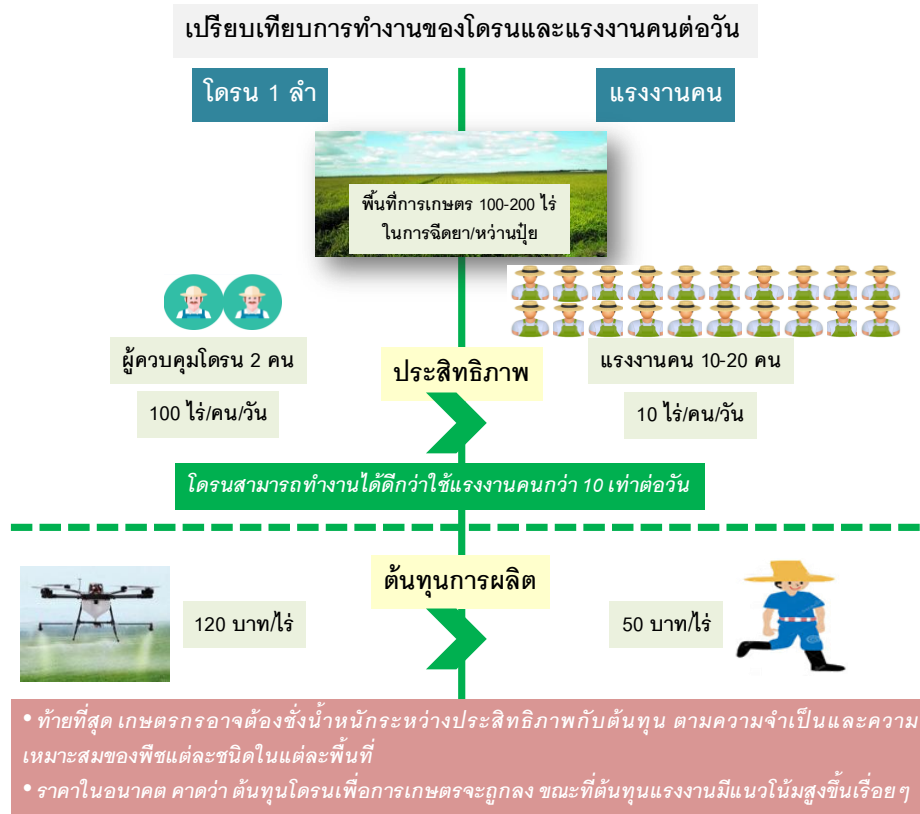 เปรียบเทียบการทำงานของโดรนและแรงงานคนต่อวัน
โดรน 1 ลำ
แรงงานคน
พื้นที่การเกษตร 100-200 ไร่
ในการฉีดยา/หว่านปุ๋ย
ผู้ควบคุมโดรน 2 คน
ประสิทธิภาพ
แรงงานคน 10-20 คน
100 ไร่/คน/วัน
10 ไร่/คน/วัน
โดรนสามารถทำงานได้ดีกว่าใช้แรงงานคนกว่า 10 เท่าต่อวัน
ต้นทุนการผลิต
120 บาท/ไร่
50 บาท/ไร่
• ท้ายที่สุด เกษตรกรอาจต้องชั่งน้ำหนักระหว่างประสิทธิภาพกับต้นทุน ตามความจำเป็นและความ
เหมาะสมของพืชแต่ละชนิดในแต่ละพื้นที่
• ราคาในอนาคต คาดว่า ต้นทุนโดรนเพื่อการเกษตรจะถูกลง ขณะที่ต้นทุนแรงงานมีแนวโน้มสูงขึ้นเรื่อยๆ